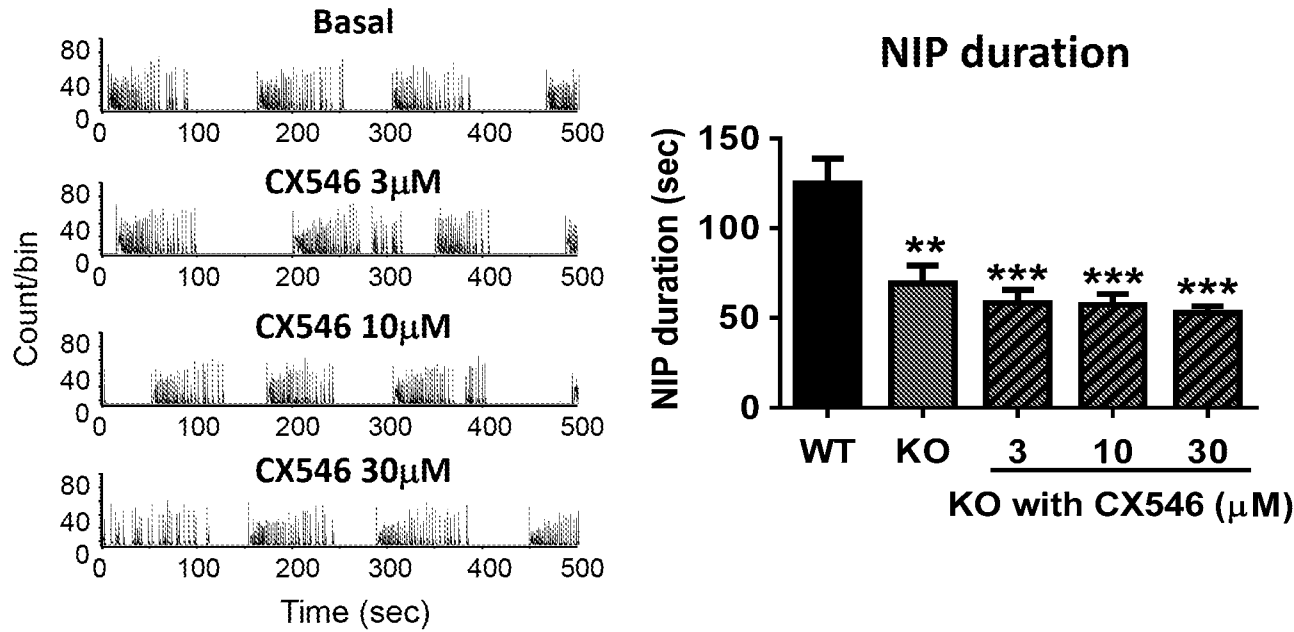 Basal
80
40
0
0 100 200 300 400 500
CX546 3μM
80
40
0
0 100 200 300 400 500
CX546 10μM
80
40
0
0 100 200 300 400 500
CX546 30μM
80
40
0
0 100 200 300 400 500
Count/bin
Time (sec)
NIP duration
NIP duration (sec)
150
100
50
0
**
***
***
***
WT KO 3 10 30
KO with CX546 (μM)